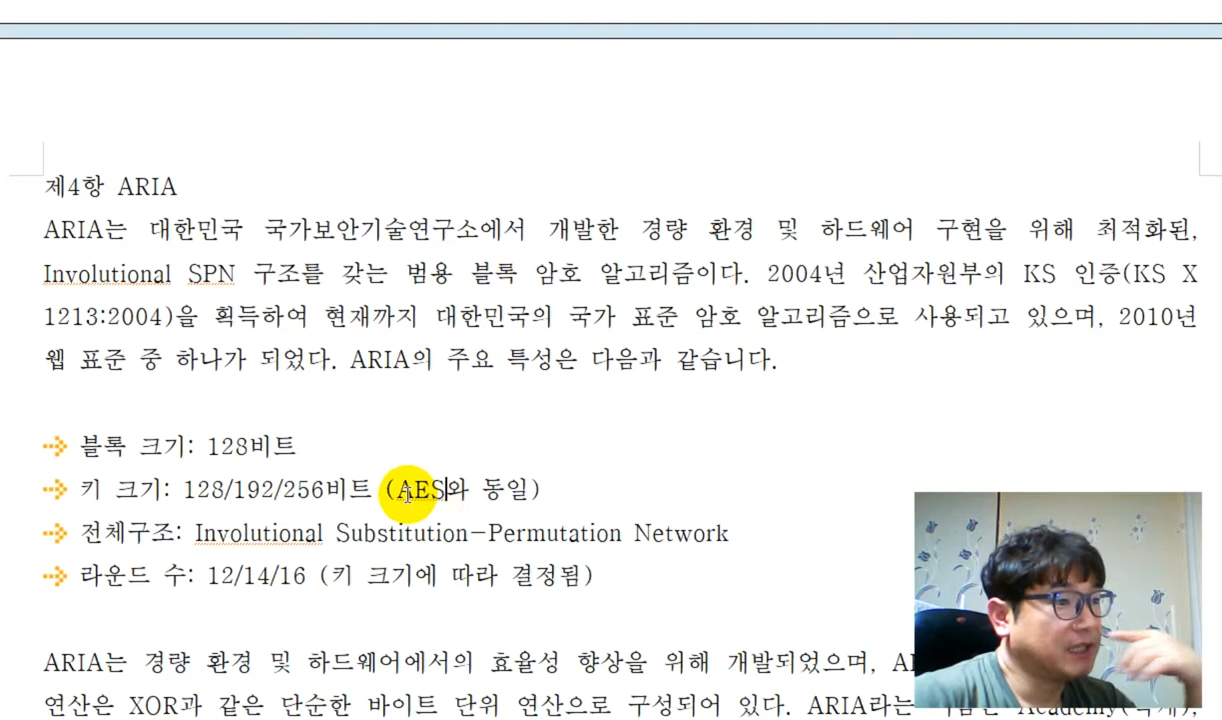 제4항 ARIA
ARIA는 대한민국 국가보안기술연구소에서 개발한 경량 환경 및 하드웨어 구현을 위해 최적화된,
Involutional SPN 구조를 갖는 범용 블록 암호 알고리즘이다. 2004년 산업자원부의 KS 인증(KS X
1213:2004)을 획득하여 현재까지 대한민국의 국가 표준 암호 알고리즘으로 사용되고 있으며, 2010년
웹 표준 중 하나가 되었다. ARIA의 주요 특성은 다음과 같습니다.
블록 크기: 128비트
키 크기: 128/192/256비트 (AES와 동일)
전체구조: Involutional Substitution-Permutation Network
라운드 수: 12/14/16 (키 크기에 따라 결정됨)
ARIA는 경량 환경 및 하드웨어에서의 효율성 향상을 위해 개발되었으며,
연산은 XOR과 같은 단순한 바이트 단위 연산으로 구성되어 있다. ARIA라는